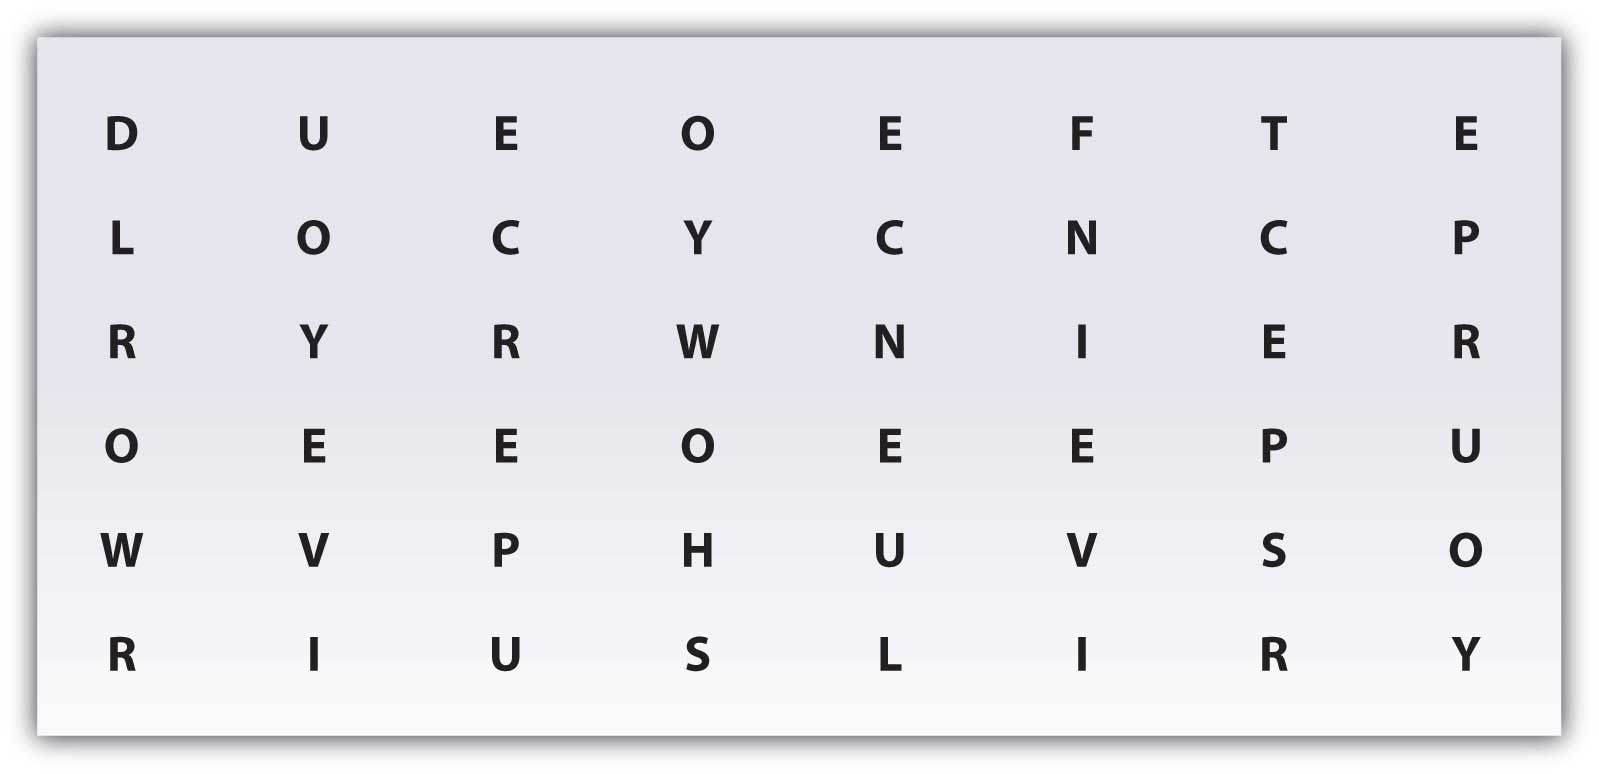 D U E O E F T E
L O C Y C N C P
R Y R W N I E R
O E E O E E P U
W V P H U V S O
R I U S L I R Y